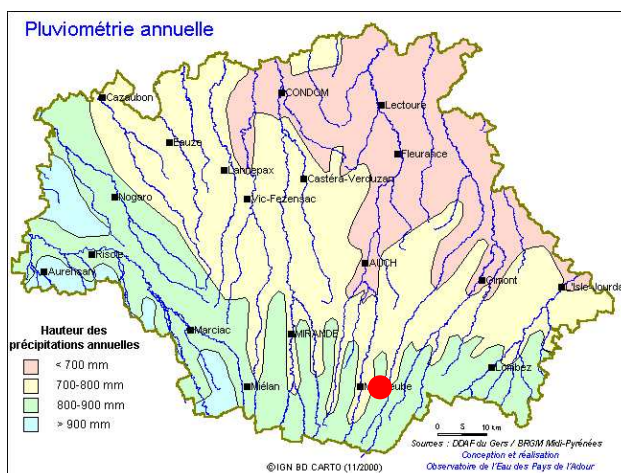 Pluviométrie annuelle
Cazaubon
CONDOM
Lectoure
Eauze
Fleurance
Lannepax
Castéra-Verduzan
Nogaro
Vic-Fezensac
Riscle
AUCH
Aurensan
Gimont
L'Isle-Jourda
Hauteur des
précipitations annuelles
Marciac
MIRANDE
< 700 mm
Lombez
700-800 mm
Miélan
eube
800-900 mm
> 900 mm
0 5 10 km
Sources : DDAF du Gers / BRGM Midi-Pyrénées
Conception et réalisation
©IGN BD CARTO (11/2000)
Observatoire de l'Eau des Pays de l'Adour